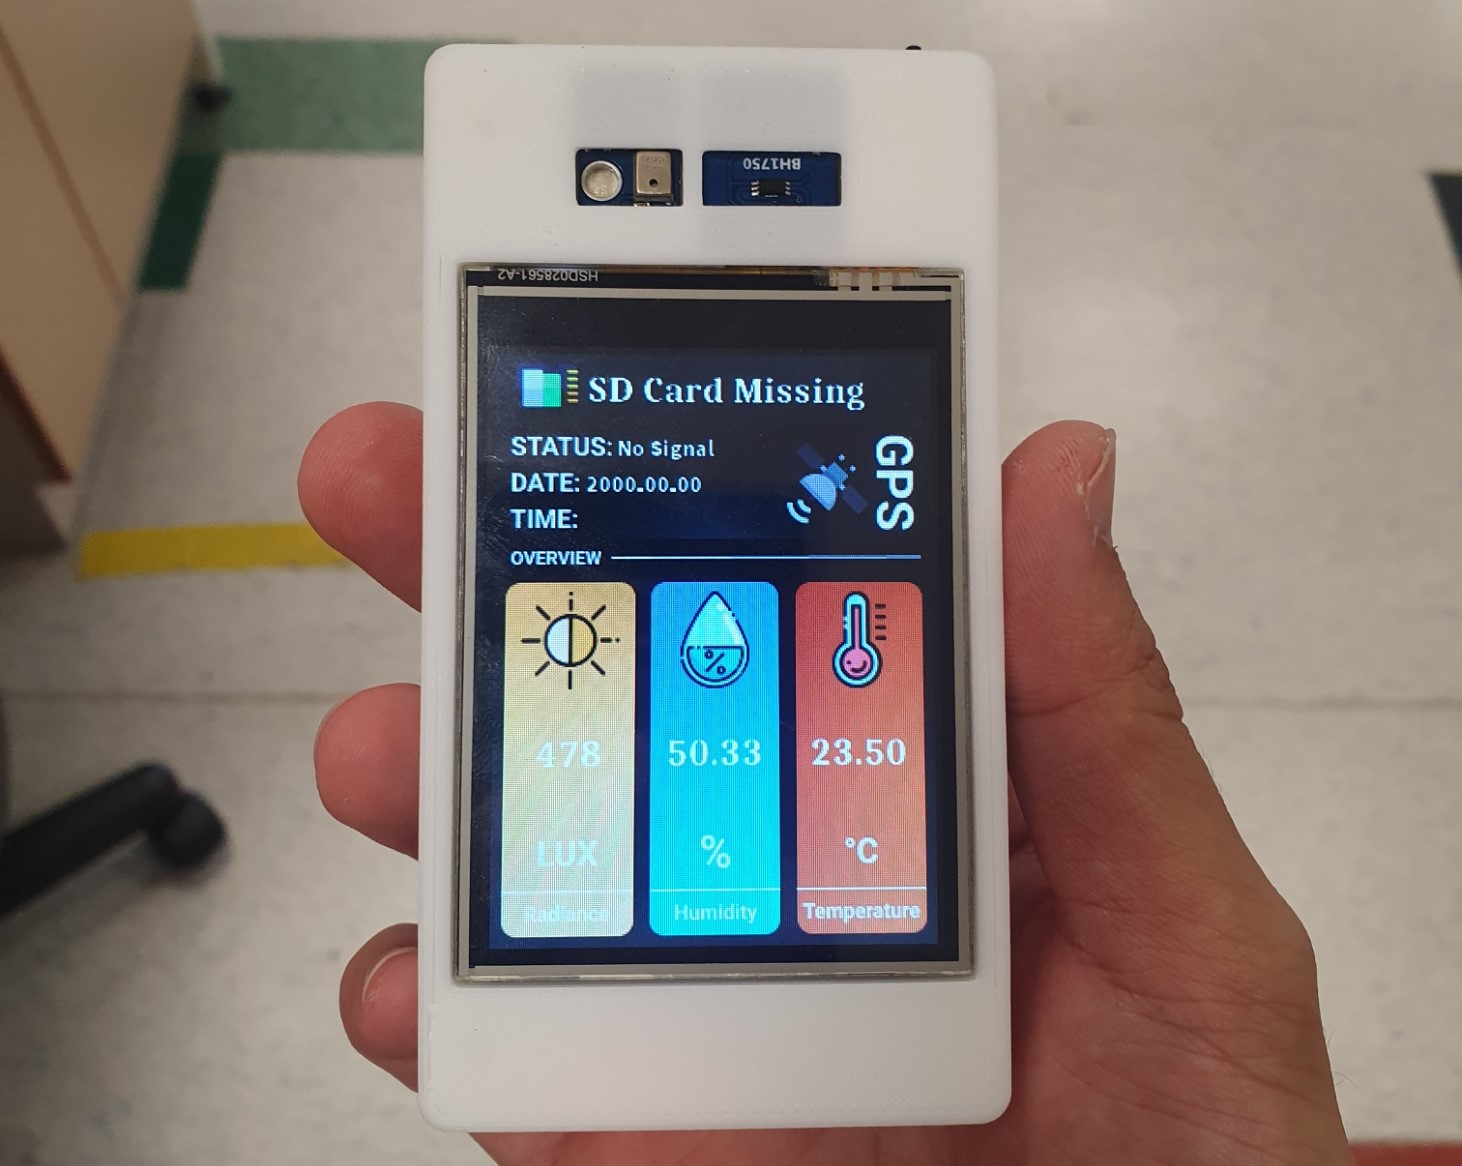 BH1750
HSD028561-A2
SD Card Missing
STATUS: No Signal
DATE: 2000.00.00
TIME:
GPS
OVERVIEW
478 50.33 23.50
LUX % °C
Radiance Humidity Temperature